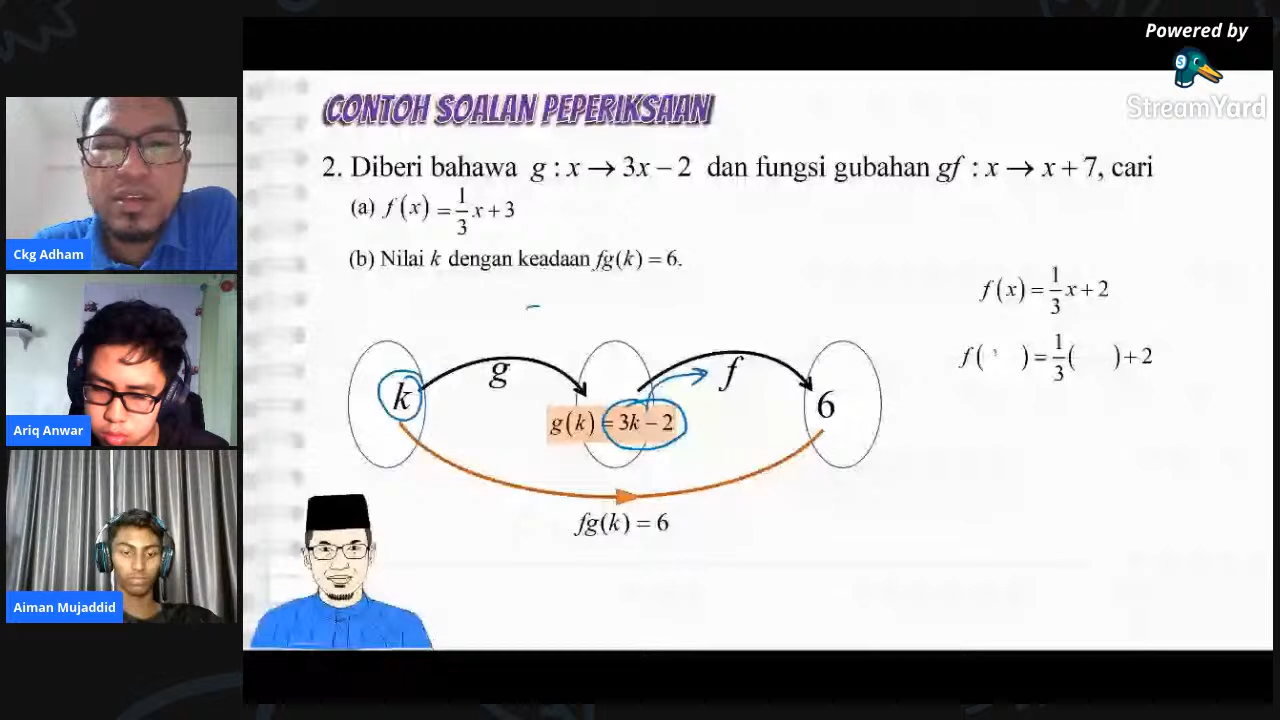 Powered by
S
StreamYard
CONTOH SOALAN PEPERIKSAAN
2. Diberi bahawa g : x → 3x − 2 dan fungsi gubahan gf : x → x + 7, cari
(a) f(x) = 1/3 x + 3
(b) Nilai k dengan keadaan fg(k) = 6.
f(x) = 1/3 x + 2
f( ) = 1/3( ) + 2
k
g
g(k) = 3k − 2
f
6
fg(k) = 6
Ckg Adham
Ariq Anwar
Aiman Mujaddid